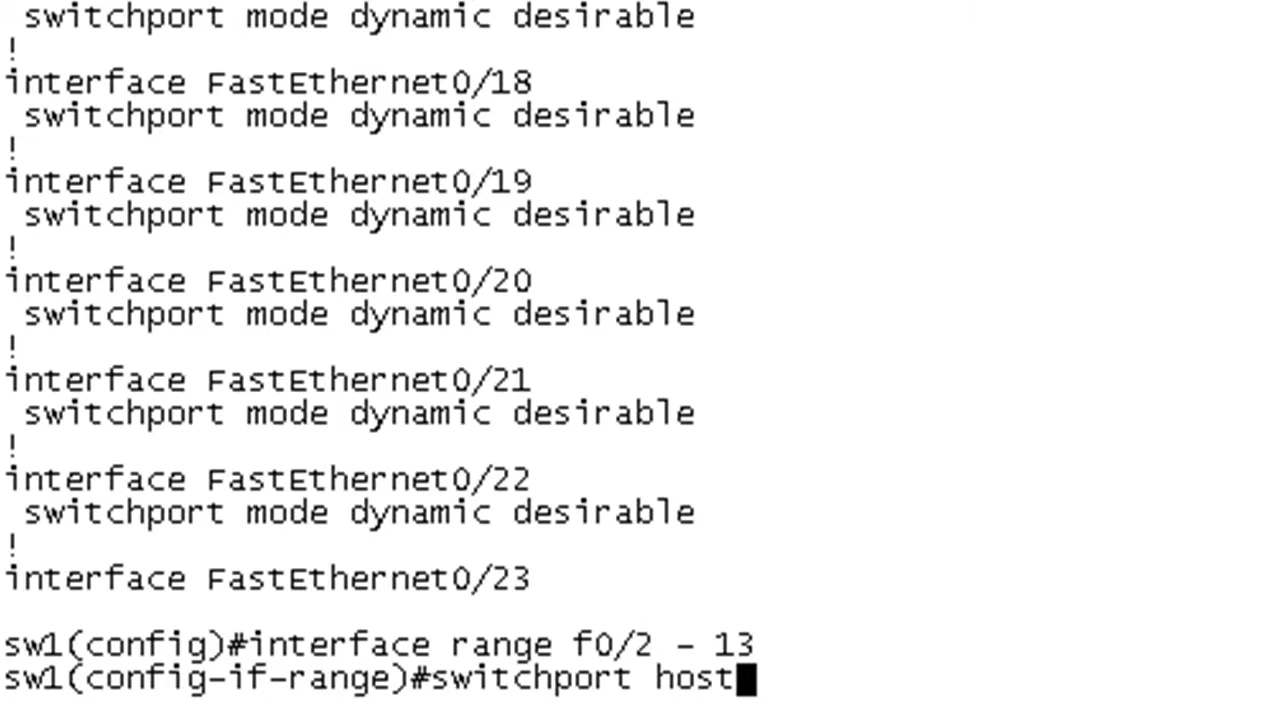 switchport mode dynamic desirable
!
interface FastEthernet0/18
switchport mode dynamic desirable
!
interface FastEthernet0/19
switchport mode dynamic desirable
!
interface FastEthernet0/20
switchport mode dynamic desirable
!
interface FastEthernet0/21
switchport mode dynamic desirable
!
interface FastEthernet0/22
switchport mode dynamic desirable
!
interface FastEthernet0/23
sw1(config)#interface range f0/2 - 13
sw1(config-if-range)#switchport host